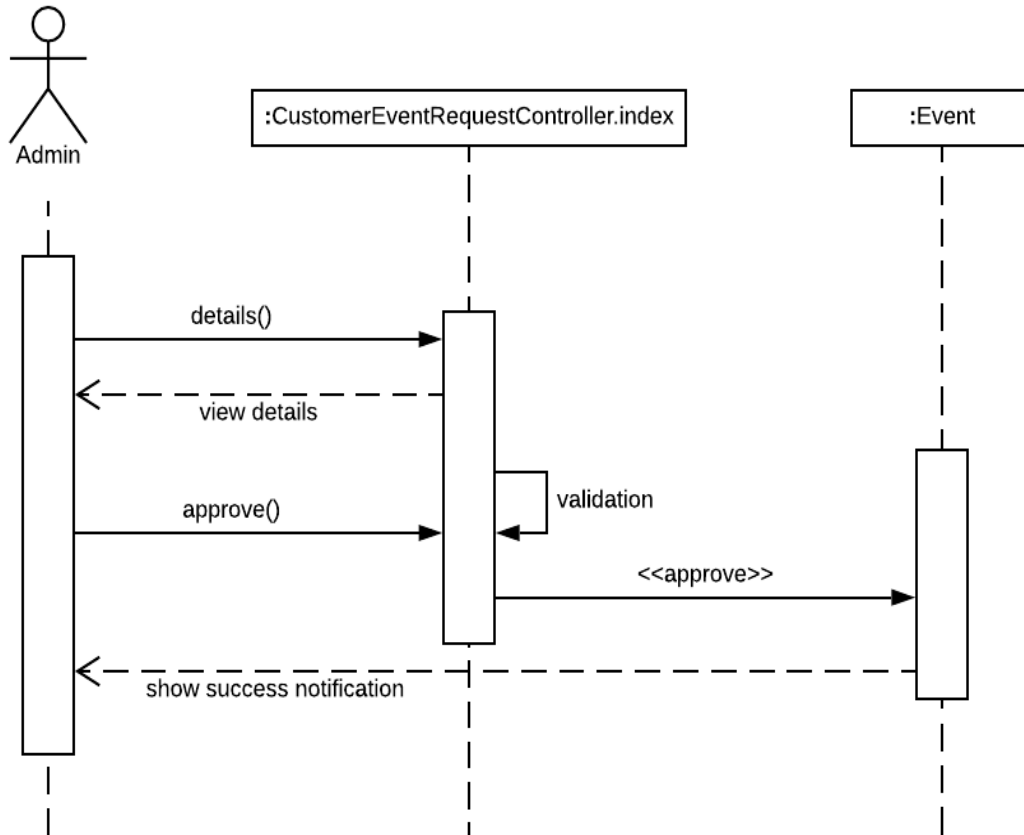 :CustomerEventRequestController.index
:Event
Admin
details()
view details
validation
approve()
<<approve>>
show success notification